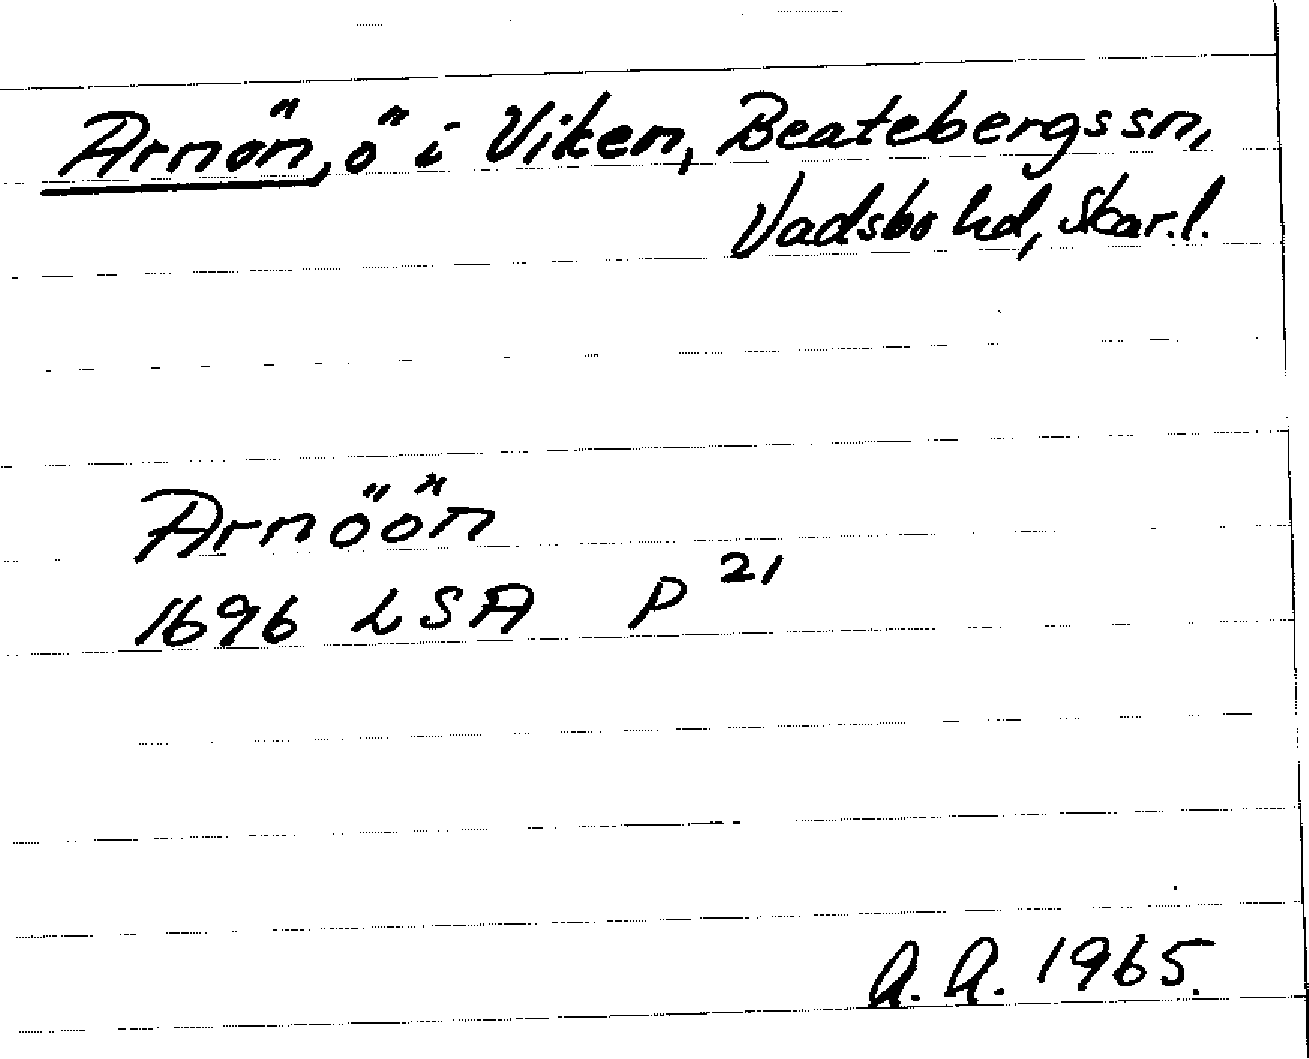 Arnön, ö i Viken, Beatebergs sn,
Vadsbo hd, Skar. l.
Arnöön
1696 LSA P 21
A. A. 1965.